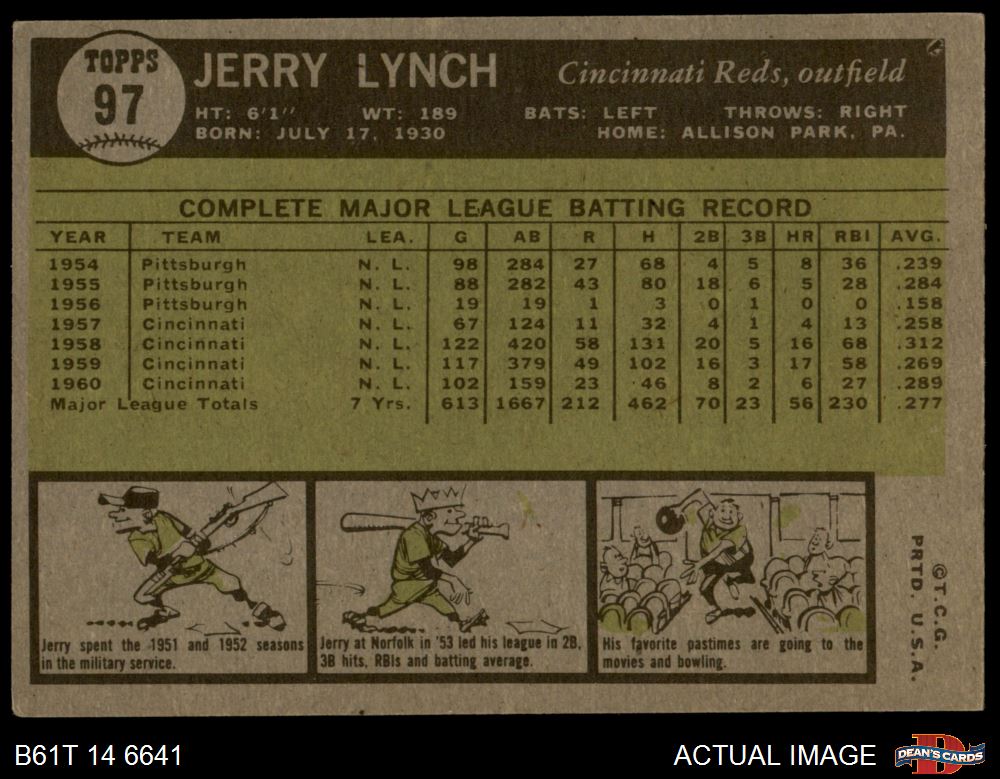 TOPPS
97
JERRY LYNCH
Cincinnati Reds, outfield
HT: 6'1" WT: 189 BATS: LEFT THROWS: RIGHT
BORN: JULY 17, 1930 HOME: ALLISON PARK, PA.
COMPLETE MAJOR LEAGUE BATTING RECORD
YEAR TEAM LEA. G AB R H 2B 3B HR RBI AVG.
1954 Pittsburgh N. L. 98 284 27 68 4 5 8 36 .239
1955 Pittsburgh N. L. 88 282 43 80 18 6 5 28 .284
1956 Pittsburgh N. L. 19 19 1 3 0 1 0 0 .158
1957 Cincinnati N. L. 67 124 11 32 4 1 4 13 .258
1958 Cincinnati N. L. 122 420 58 131 20 5 16 68 .312
1959 Cincinnati N. L. 117 379 49 102 16 3 17 58 .269
1960 Cincinnati N. L. 102 159 23 46 8 2 6 27 .289
Major League Totals 7 Yrs. 613 1667 212 462 70 23 56 230 .277
Jerry spent the 1951 and 1952 seasons
in the military service.
Jerry at Norfolk in '53 led his league in 2B,
3B hits, RBIs and batting average.
His favorite pastimes are going to the
movies and bowling.
©T.C.G.
PRTD. U.S.A.
B61T 14 6641
ACTUAL IMAGE
DEAN'S CARDS